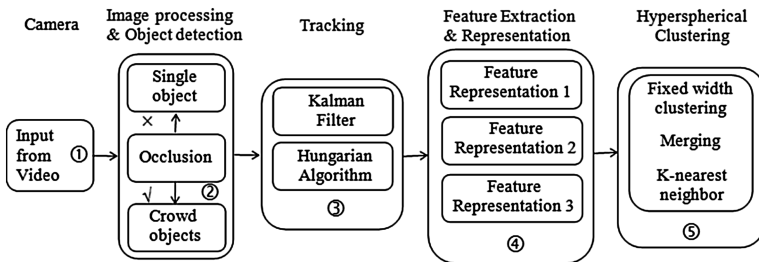 Camera
Image processing
& Object detection
Tracking
Feature Extraction
& Representation
Hyperspherical
Clustering
Input
from
Video
①
Single
object
×
Occlusion
√
②
Crowd
objects
Kalman
Filter
Hungarian
Algorithm
③
Feature
Representation 1
Feature
Representation 2
Feature
Representation 3
④
Fixed width
clustering
Merging
K-nearest
neighbor
⑤